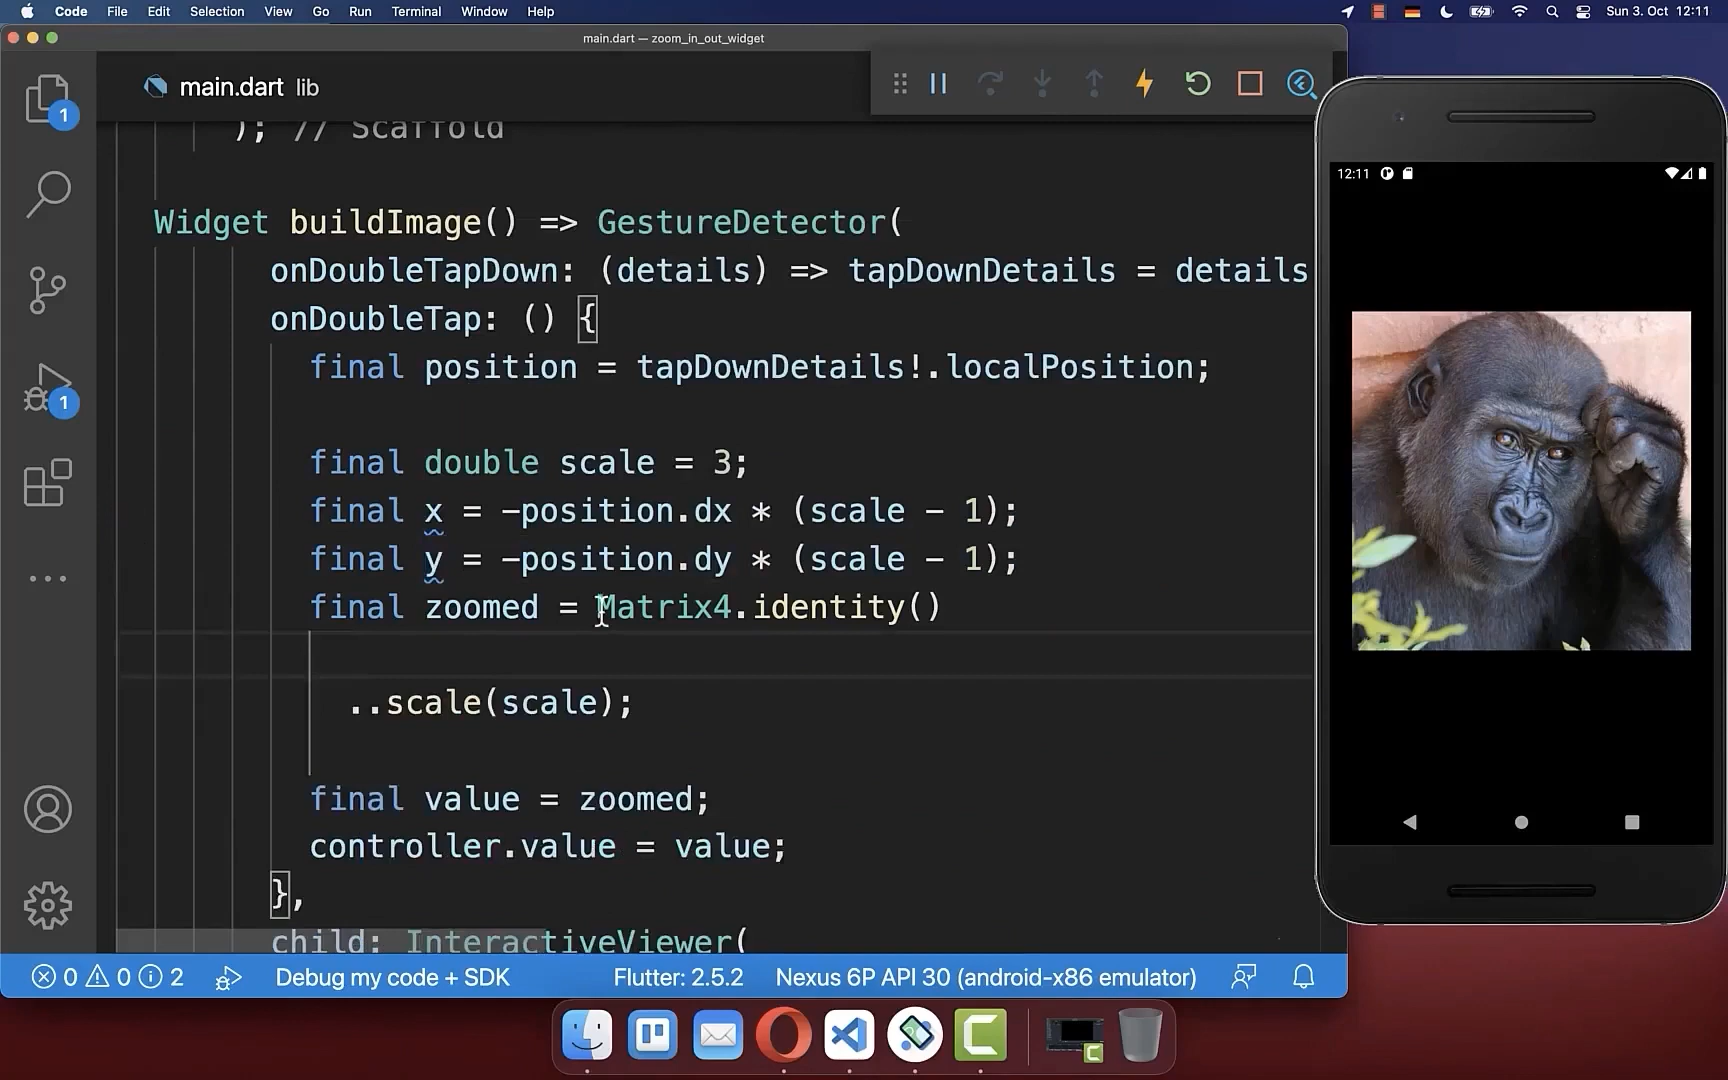 Code File Edit Selection View Go Run Terminal Window Help
Sun 3. Oct 12:11
main.dart — zoom_in_out_widget
main.dart lib
1
1
); // Scaffold
Widget buildImage() => GestureDetector(
onDoubleTapDown: (details) => tapDownDetails = details
onDoubleTap: () {
final position = tapDownDetails!.localPosition;
final double scale = 3;
final x = -position.dx * (scale - 1);
final y = -position.dy * (scale - 1);
final zoomed = Matrix4.identity()
..scale(scale);
final value = zoomed;
controller.value = value;
},
child: InteractiveViewer(
0 0 2 Debug my code + SDK Flutter: 2.5.2 Nexus 6P API 30 (android-x86 emulator)
12:11